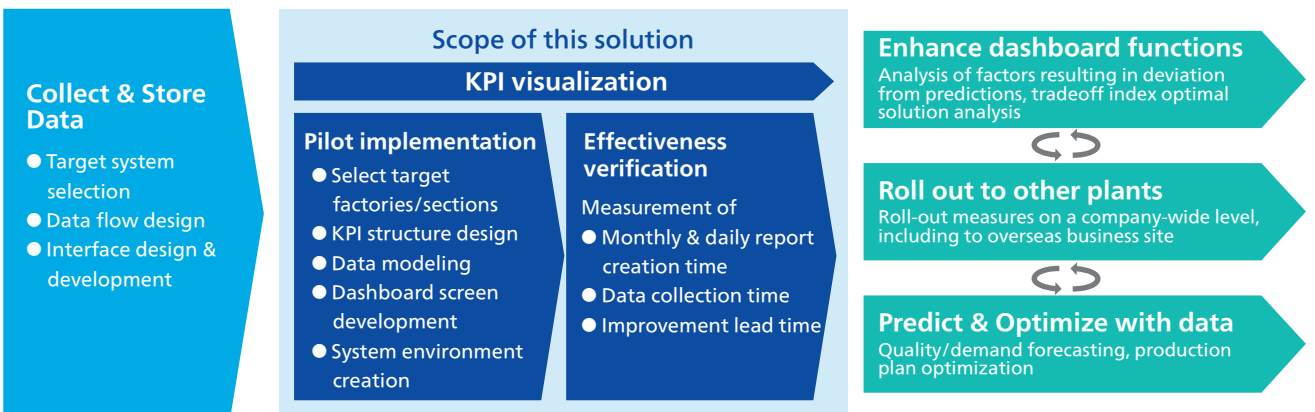 Collect & Store
Data
● Target system
selection
● Data flow design
● Interface design &
development
Scope of this solution
KPI visualization
Pilot implementation
● Select target
factories/sections
● KPI structure design
● Data modeling
● Dashboard screen
development
● System environment
creation
Effectiveness
verification
Measurement of
● Monthly & daily report
creation time
● Data collection time
● Improvement lead time
Enhance dashboard functions
Analysis of factors resulting in deviation
from predictions, tradeoff index optimal
solution analysis
Roll out to other plants
Roll-out measures on a company-wide level,
including to overseas business site
Predict & Optimize with data
Quality/demand forecasting, production
plan optimization